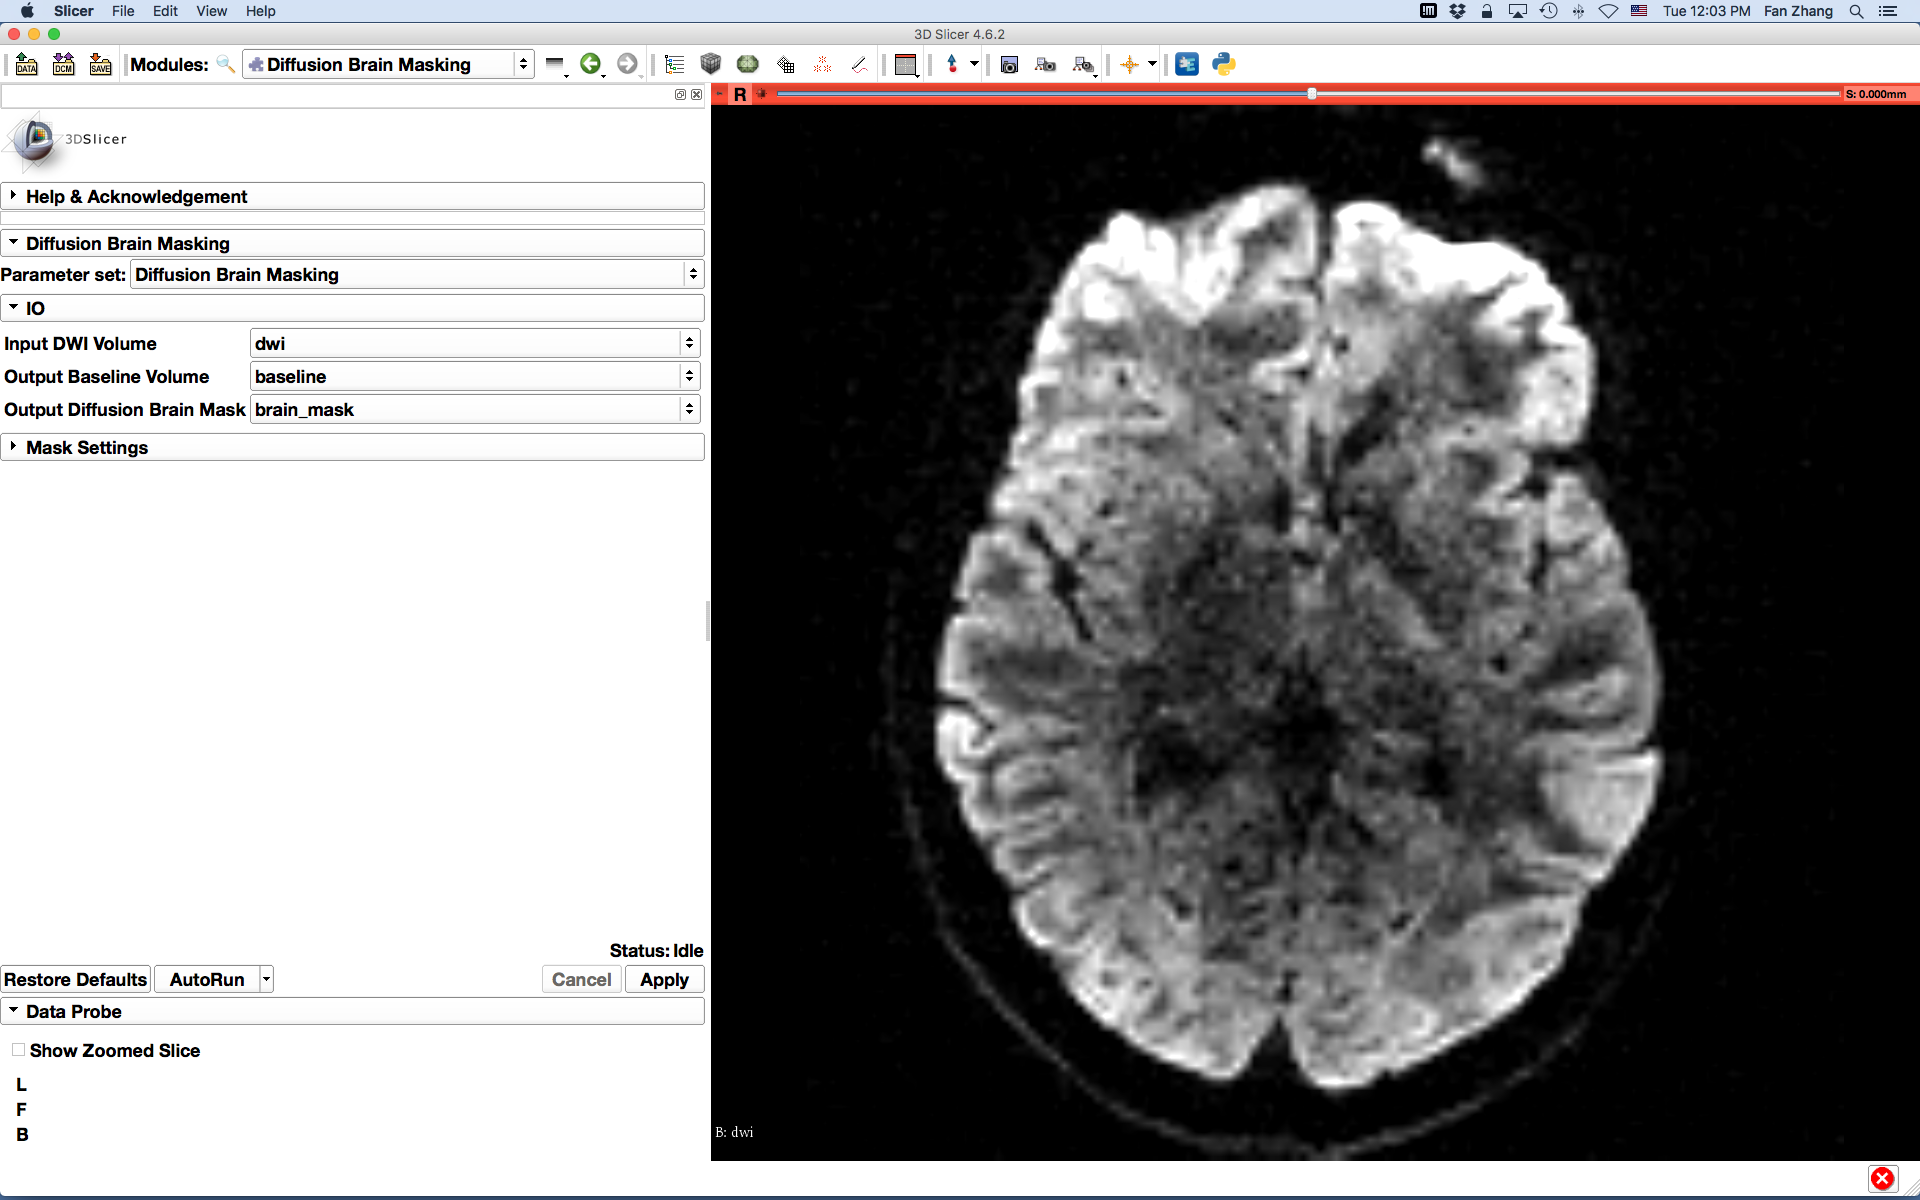 Slicer File Edit View Help Tue 12:03 PM Fan Zhang
3D Slicer 4.6.2
DATA DCM SAVE Modules: Diffusion Brain Masking
R S: 0.000mm
3DSlicer
Help & Acknowledgement
Diffusion Brain Masking
Parameter set: Diffusion Brain Masking
IO
Input DWI Volume dwi
Output Baseline Volume baseline
Output Diffusion Brain Mask brain_mask
Mask Settings
Status: Idle
Restore Defaults AutoRun Cancel Apply
Data Probe
Show Zoomed Slice
L
F
B
B: dwi